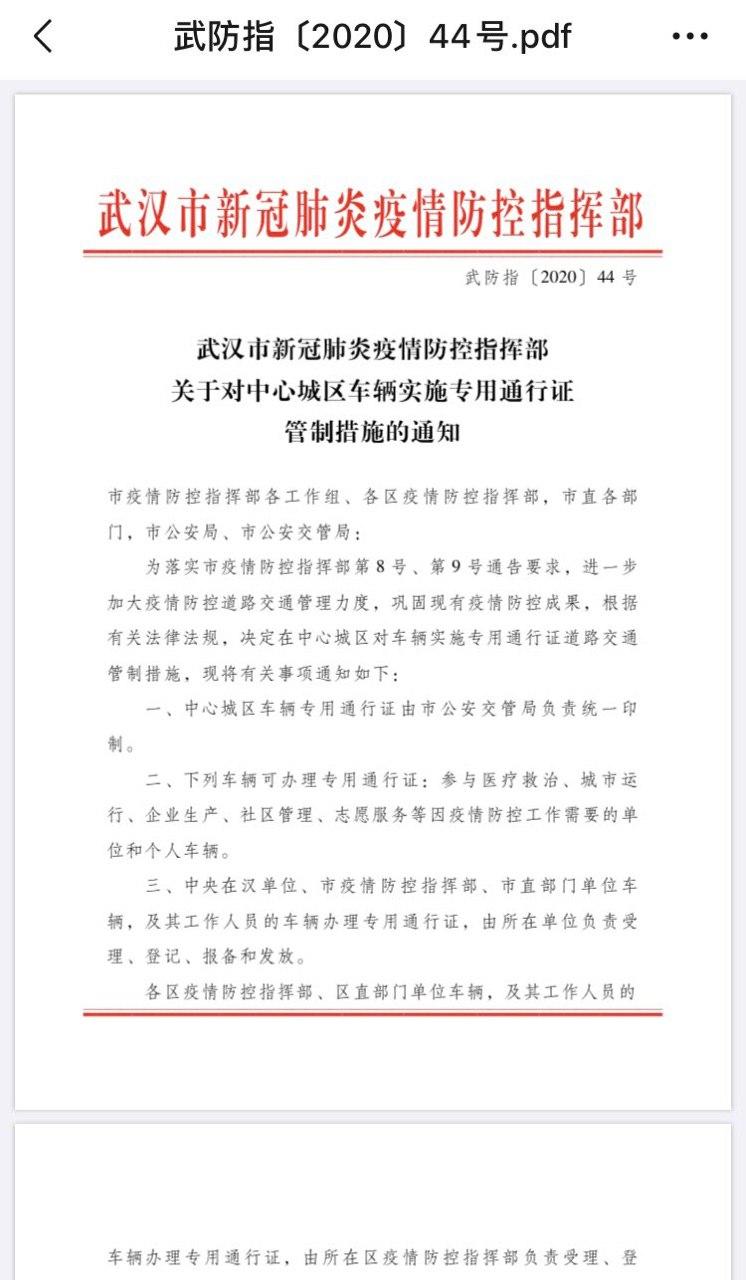 武防指〔2020〕44号.pdf
武汉市新冠肺炎疫情防控指挥部
武防指〔2020〕44 号
武汉市新冠肺炎疫情防控指挥部
关于对中心城区车辆实施专用通行证
管制措施的通知
市疫情防控指挥部各工作组、各区疫情防控指挥部，市直各部
门，市公安局、市公安交管局：
为落实市疫情防控指挥部第 8 号、第 9 号通告要求，进一步
加大疫情防控道路交通管理力度，巩固现有疫情防控成果，根据
有关法律法规，决定在中心城区对车辆实施专用通行证道路交通
管制措施，现将有关事项通知如下：
一、中心城区车辆专用通行证由市公安交管局负责统一印
制。
二、下列车辆可办理专用通行证：参与医疗救治、城市运
行、企业生产、社区管理、志愿服务等因疫情防控工作需要的单
位和个人车辆。
三、中央在汉单位、市疫情防控指挥部、市直部门单位车
辆，及其工作人员的车辆办理专用通行证，由所在单位负责受
理、登记、报备和发放。
各区疫情防控指挥部、区直部门单位车辆，及其工作人员的
车辆办理专用通行证，由所在区疫情防控指挥部负责受理、登